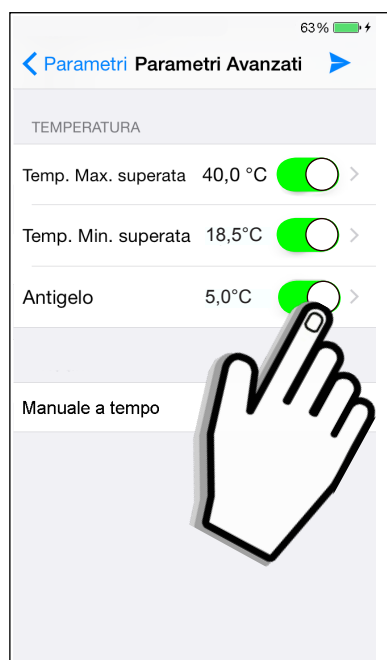 63%
Parametri Parametri Avanzati
TEMPERATURA
Temp. Max. superata 40,0 °C
Temp. Min. superata 18,5°C
Antigelo 5,0°C
Manuale a tempo